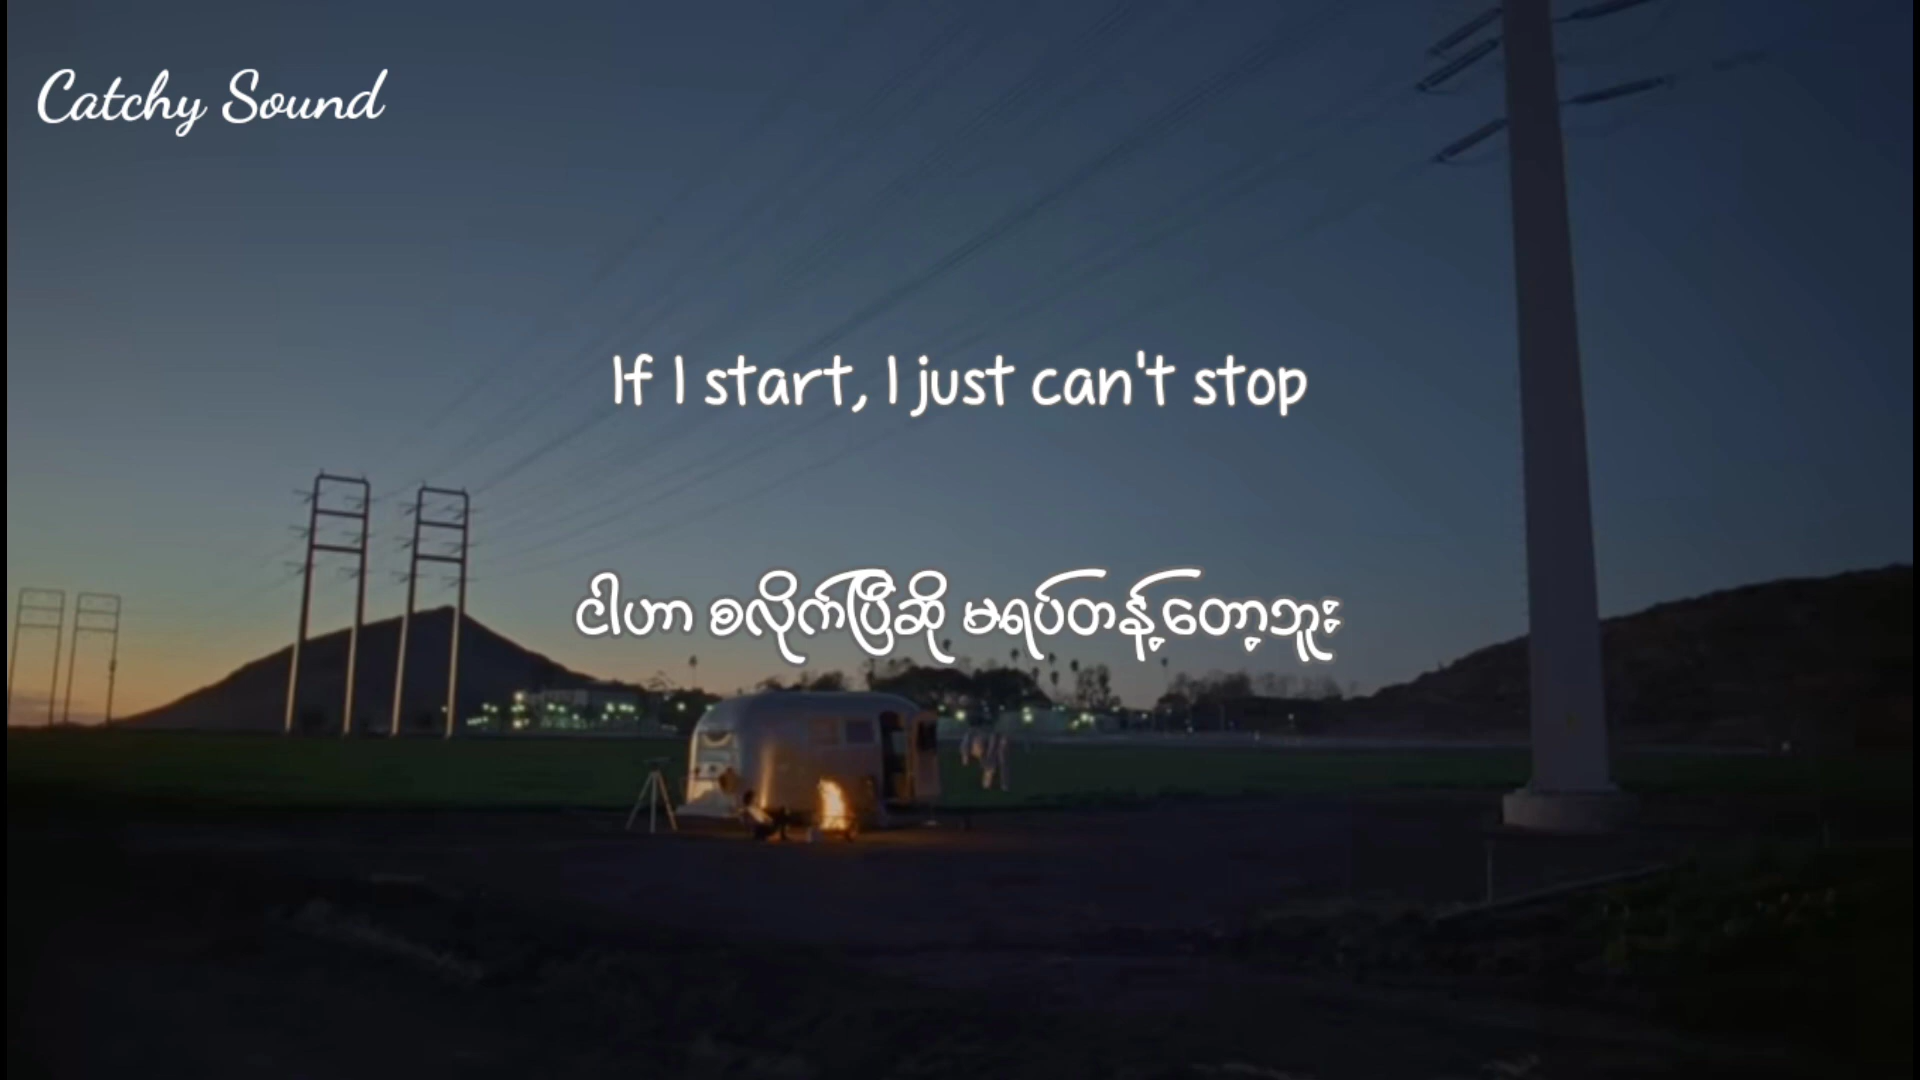 Catchy Sound
If I start, I just can't stop
ငါဟာ စလိုက်ပြီဆို မရပ်တန့်တော့ဘူး